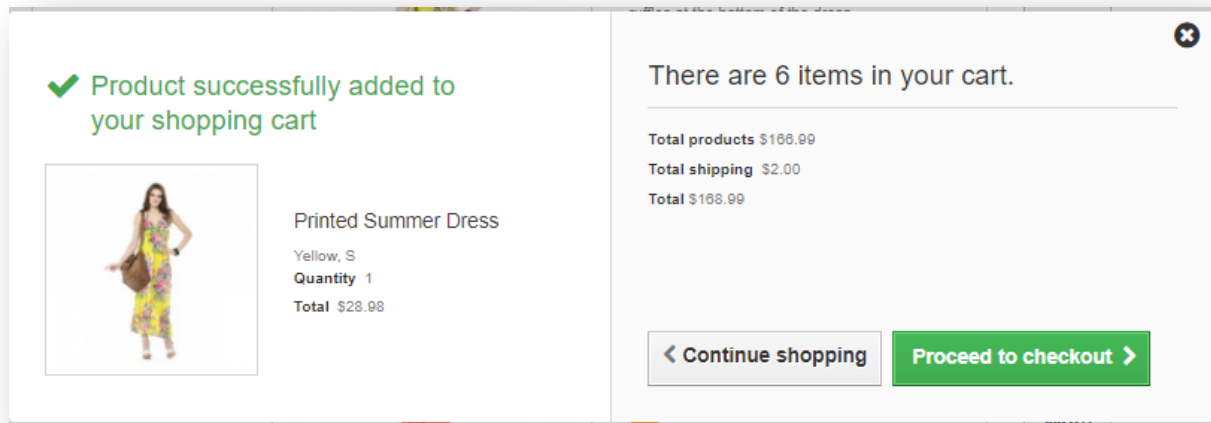 Product successfully added to
your shopping cart
Printed Summer Dress
Yellow, S
Quantity 1
Total $28.98
There are 6 items in your cart.
Total products $166.99
Total shipping $2.00
Total $168.99
Continue shopping
Proceed to checkout